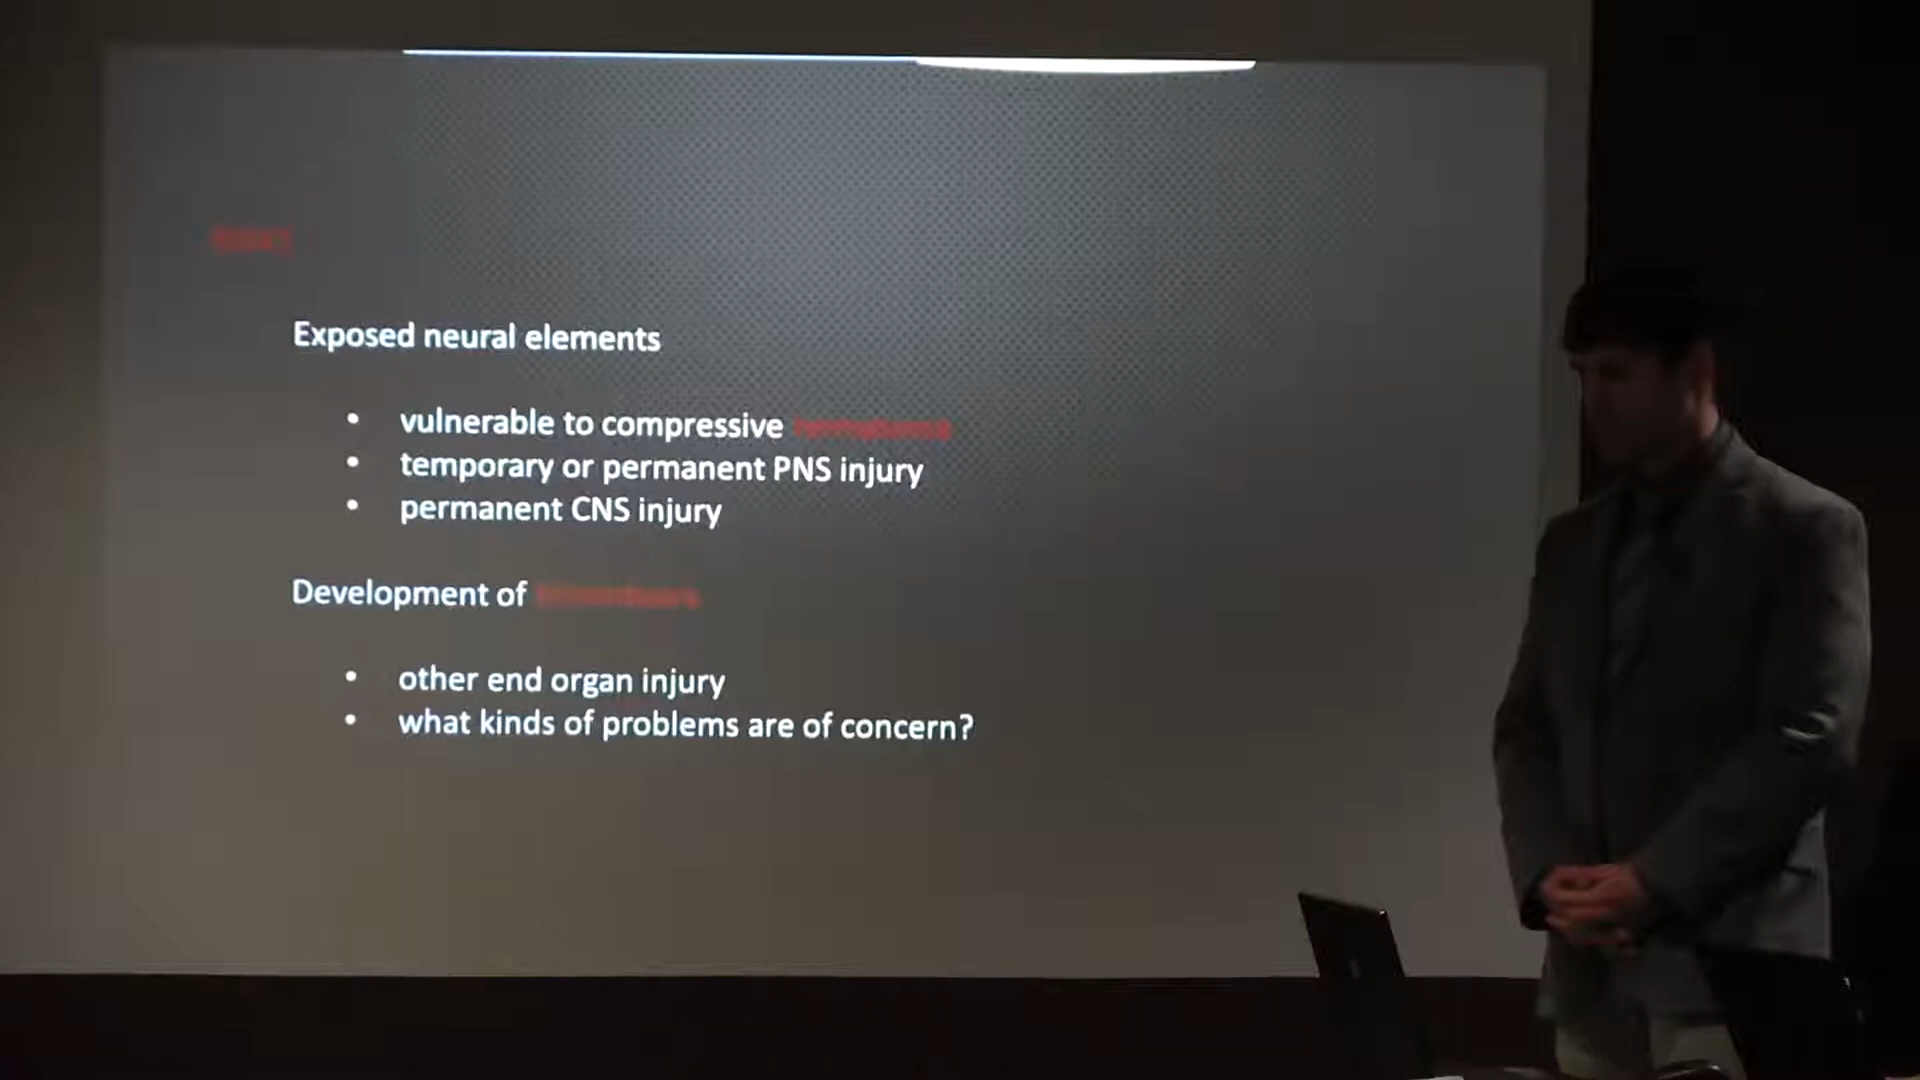 Exposed neural elements
• vulnerable to compressive
• temporary or permanent PNS injury
• permanent CNS injury
Development of
• other end organ injury
• what kinds of problems are of concern?